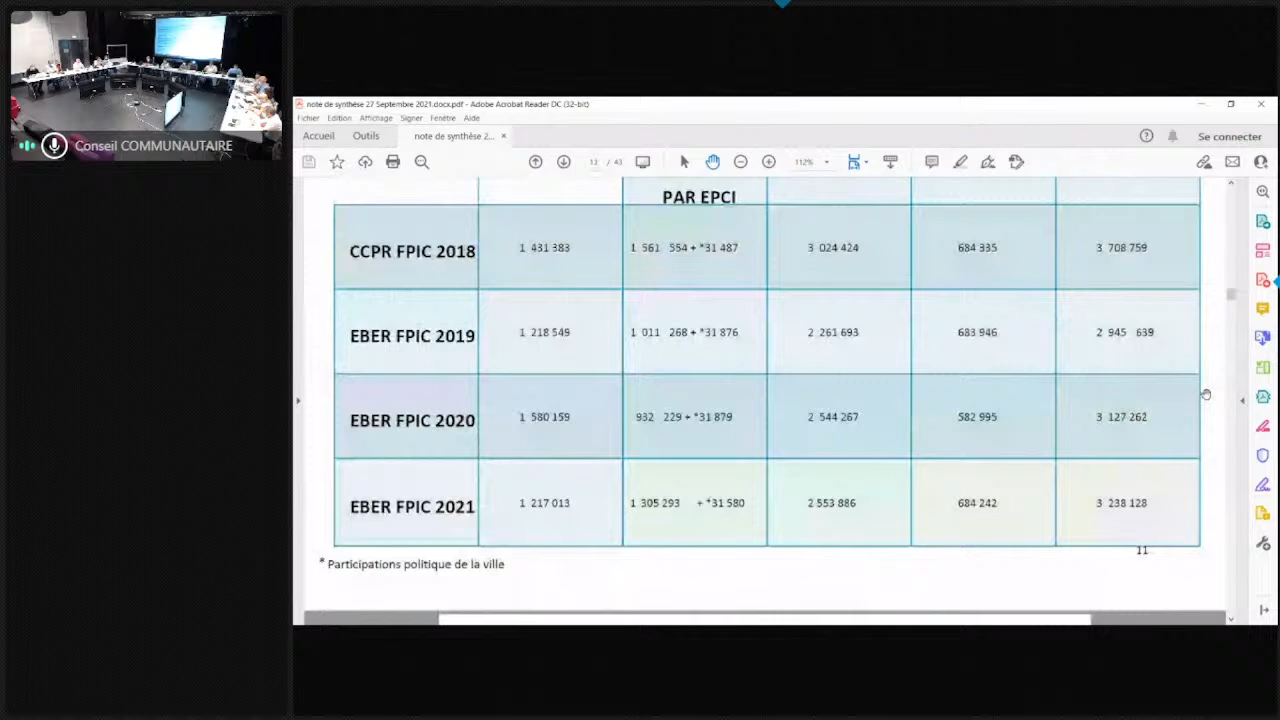 Conseil COMMUNAUTAIRE
note de synthèse 27 Septembre 2021.docx.pdf - Adobe Acrobat Reader DC (32-bit)
Fichier Edition Affichage Signer Fenêtre Aide
Accueil Outils note de synthèse 2... × Se connecter
12 / 43 112%
PAR EPCI
CCPR FPIC 2018 1 431 383 1 561 554 + *31 487 3 024 424 684 335 3 708 759
EBER FPIC 2019 1 218 549 1 011 268 + *31 876 2 261 693 683 946 2 945 639
EBER FPIC 2020 1 580 159 932 229 + *31 879 2 544 267 582 995 3 127 262
EBER FPIC 2021 1 217 013 1 305 293 + *31 580 2 553 886 684 242 3 238 128
11
* Participations politique de la ville